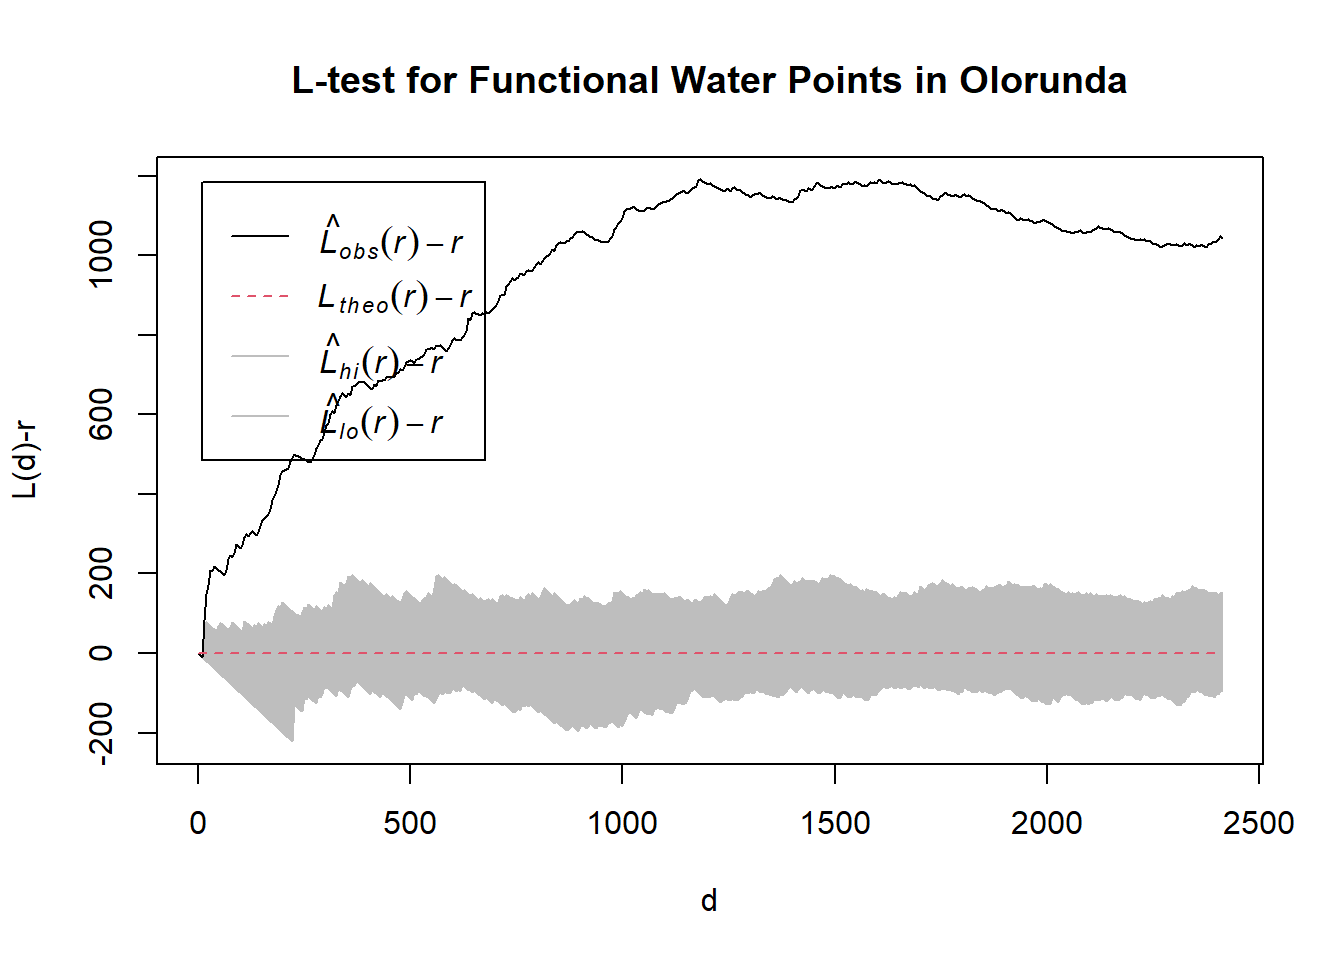 L-test for Functional Water Points in Olorunda
L̂obs(r) – r
Ltheo(r) – r
L̂hi(r) – r
L̂lo(r) – r
L(d)-r
1000
600
200
0
-200
0 500 1000 1500 2000 2500
d